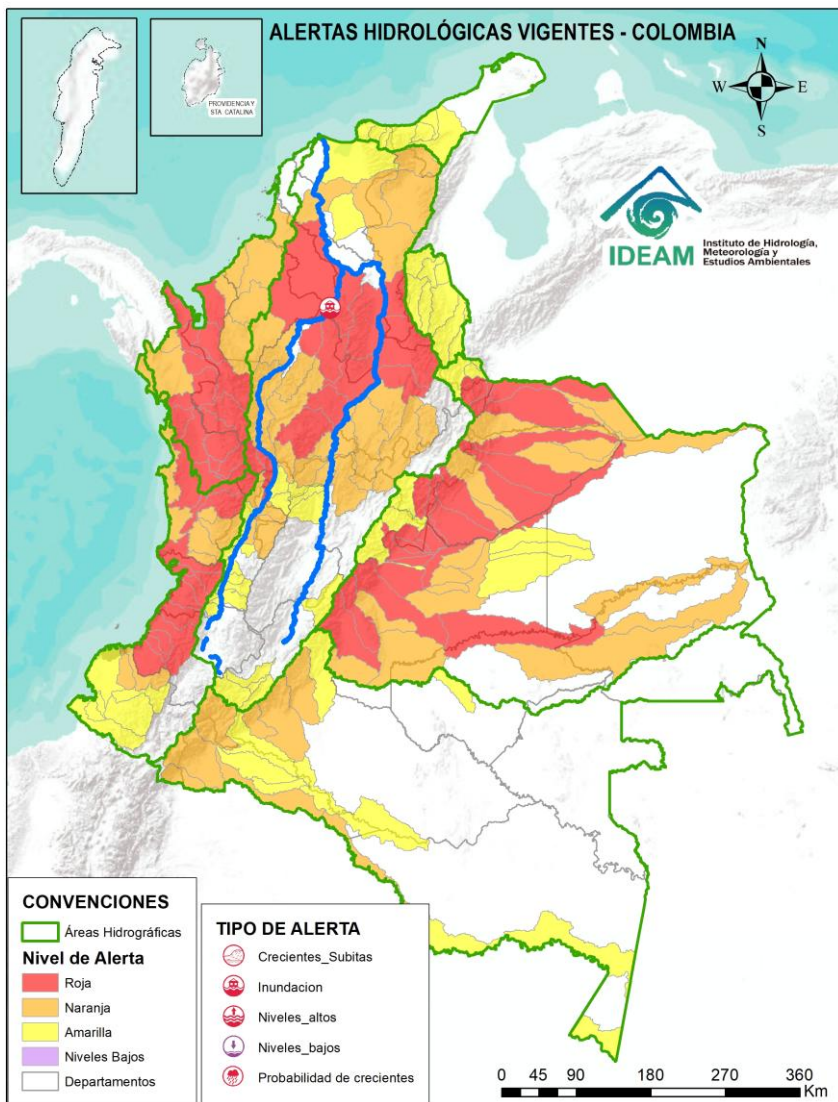 ALERTAS HIDROLÓGICAS VIGENTES - COLOMBIA
PROVIDENCIA Y
STA. CATALINA
N
W
E
S
IDEAM
Instituto de Hidrología,
Meteorología y
Estudios Ambientales
CONVENCIONES
Áreas Hidrográficas
Nivel de Alerta
Roja
Naranja
Amarilla
Niveles Bajos
Departamentos
TIPO DE ALERTA
Crecientes_Subitas
Inundacion
Niveles_altos
Niveles_bajos
Probabilidad de crecientes
0 45 90 180 270 360
Km